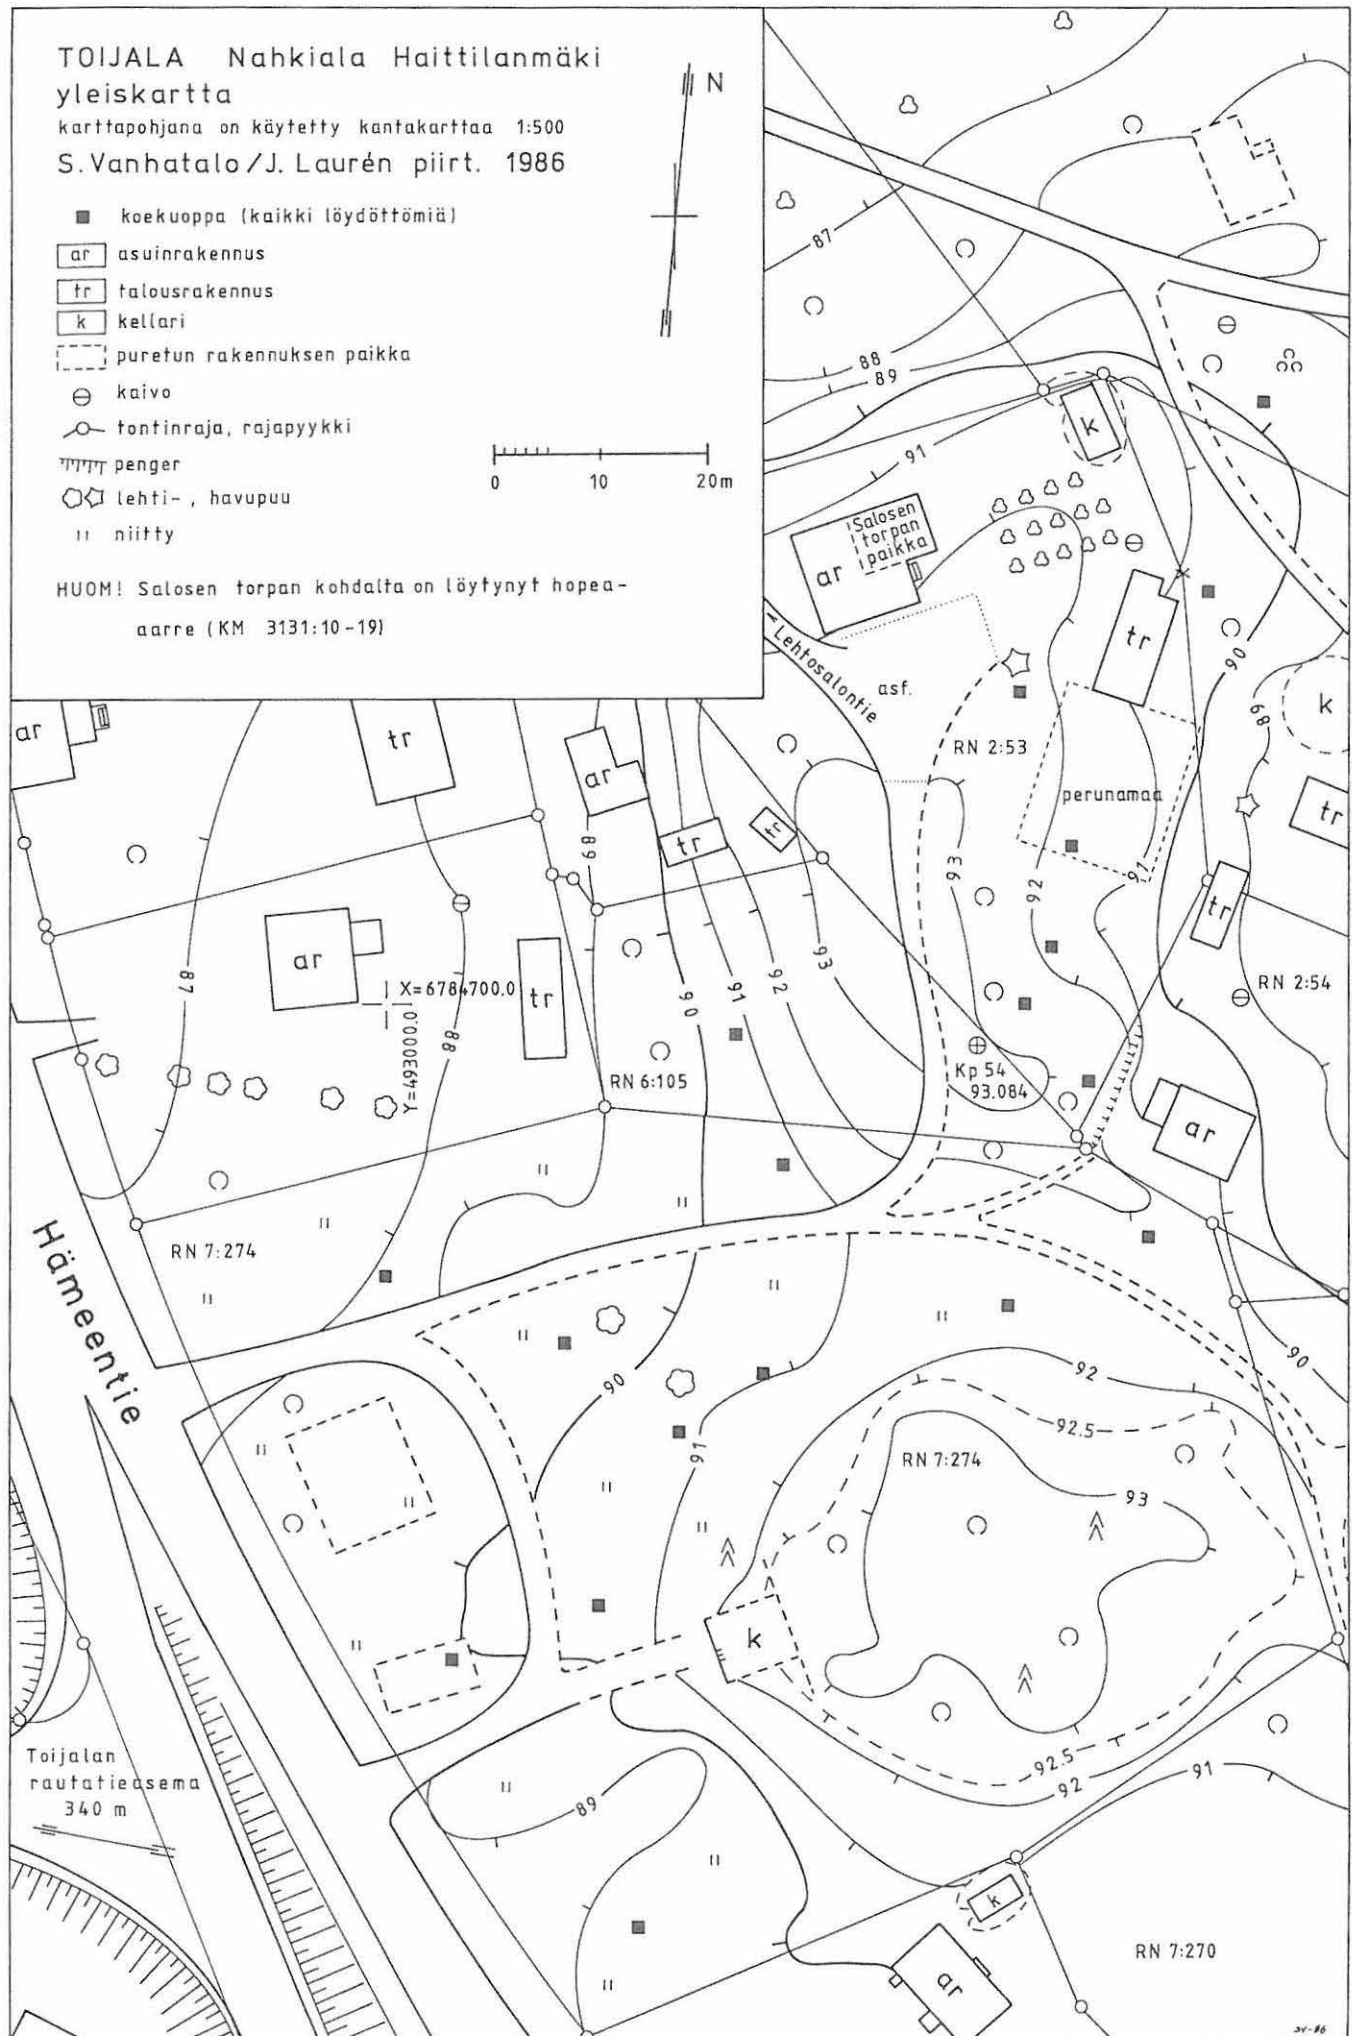 TOIJALA Nahkiala Haittilanmäki
yleiskartta
karttapohjana on käytetty kantakarttaa 1:500
S. Vanhatalo / J. Laurén piirt. 1986
N
koekuoppa (kaikki löydöttömiä)
ar asuinrakennus
tr talousrakennus
k kellari
puretun rakennuksen paikka
kaivo
tontinraja, rajapyykki
penger
lehti-, havupuu
niitty
0 10 20m
HUOM! Salosen torpan kohdalta on löytynyt hopea-
aarre (KM 3131:10-19)
87
88
89
91
k
Salosen
torpan
paikka
ar
tr
90
89
k
Lehtosalontie
asf.
RN 2:53
perunamaa
tr
ar
tr
ar
89
tr
tr
93
92
91
tr
RN 2:54
ar
87
X=6784700.0
Y=493000.0
88
tr
90
91
92
93
RN 6:105
Kp 54
93.084
ar
RN 7:274
Hämeentie
90
90
91
92
92.5
RN 7:274
93
k
Toijalan
rautatieasema
340 m
89
92.5
92
91
k
ar
RN 7:270
SV-86